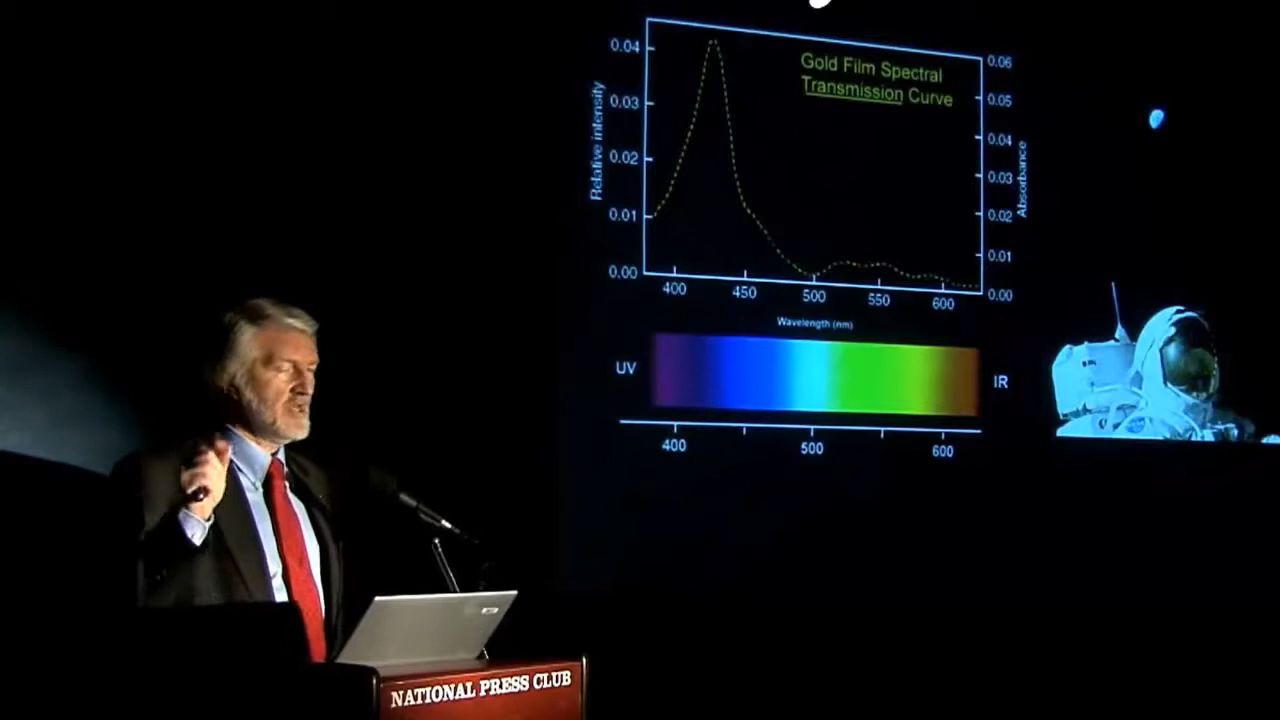 Gold Film Spectral
Transmission Curve
Relative intensity
0.04
0.03
0.02
0.01
0.00
0.06
0.05
0.04
0.03
0.02
0.01
0.00
Absorbance
400 450 500 550 600
Wavelength (nm)
UV
IR
400 500 600
NATIONAL PRESS CLUB